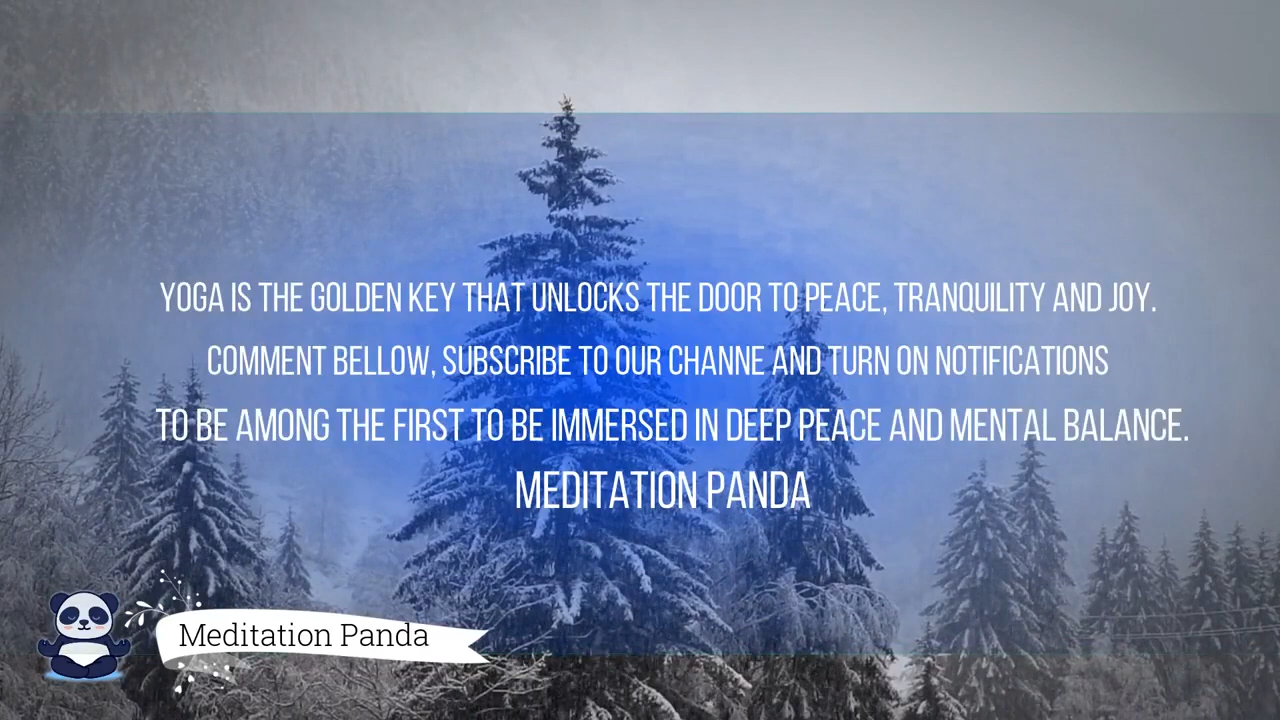 YOGA IS THE GOLDEN KEY THAT UNLOCKS THE DOOR TO PEACE, TRANQUILITY AND JOY.
COMMENT BELLOW, SUBSCRIBE TO OUR CHANNE AND TURN ON NOTIFICATIONS
TO BE AMONG THE FIRST TO BE IMMERSED IN DEEP PEACE AND MENTAL BALANCE.
MEDITATION PANDA
Meditation Panda